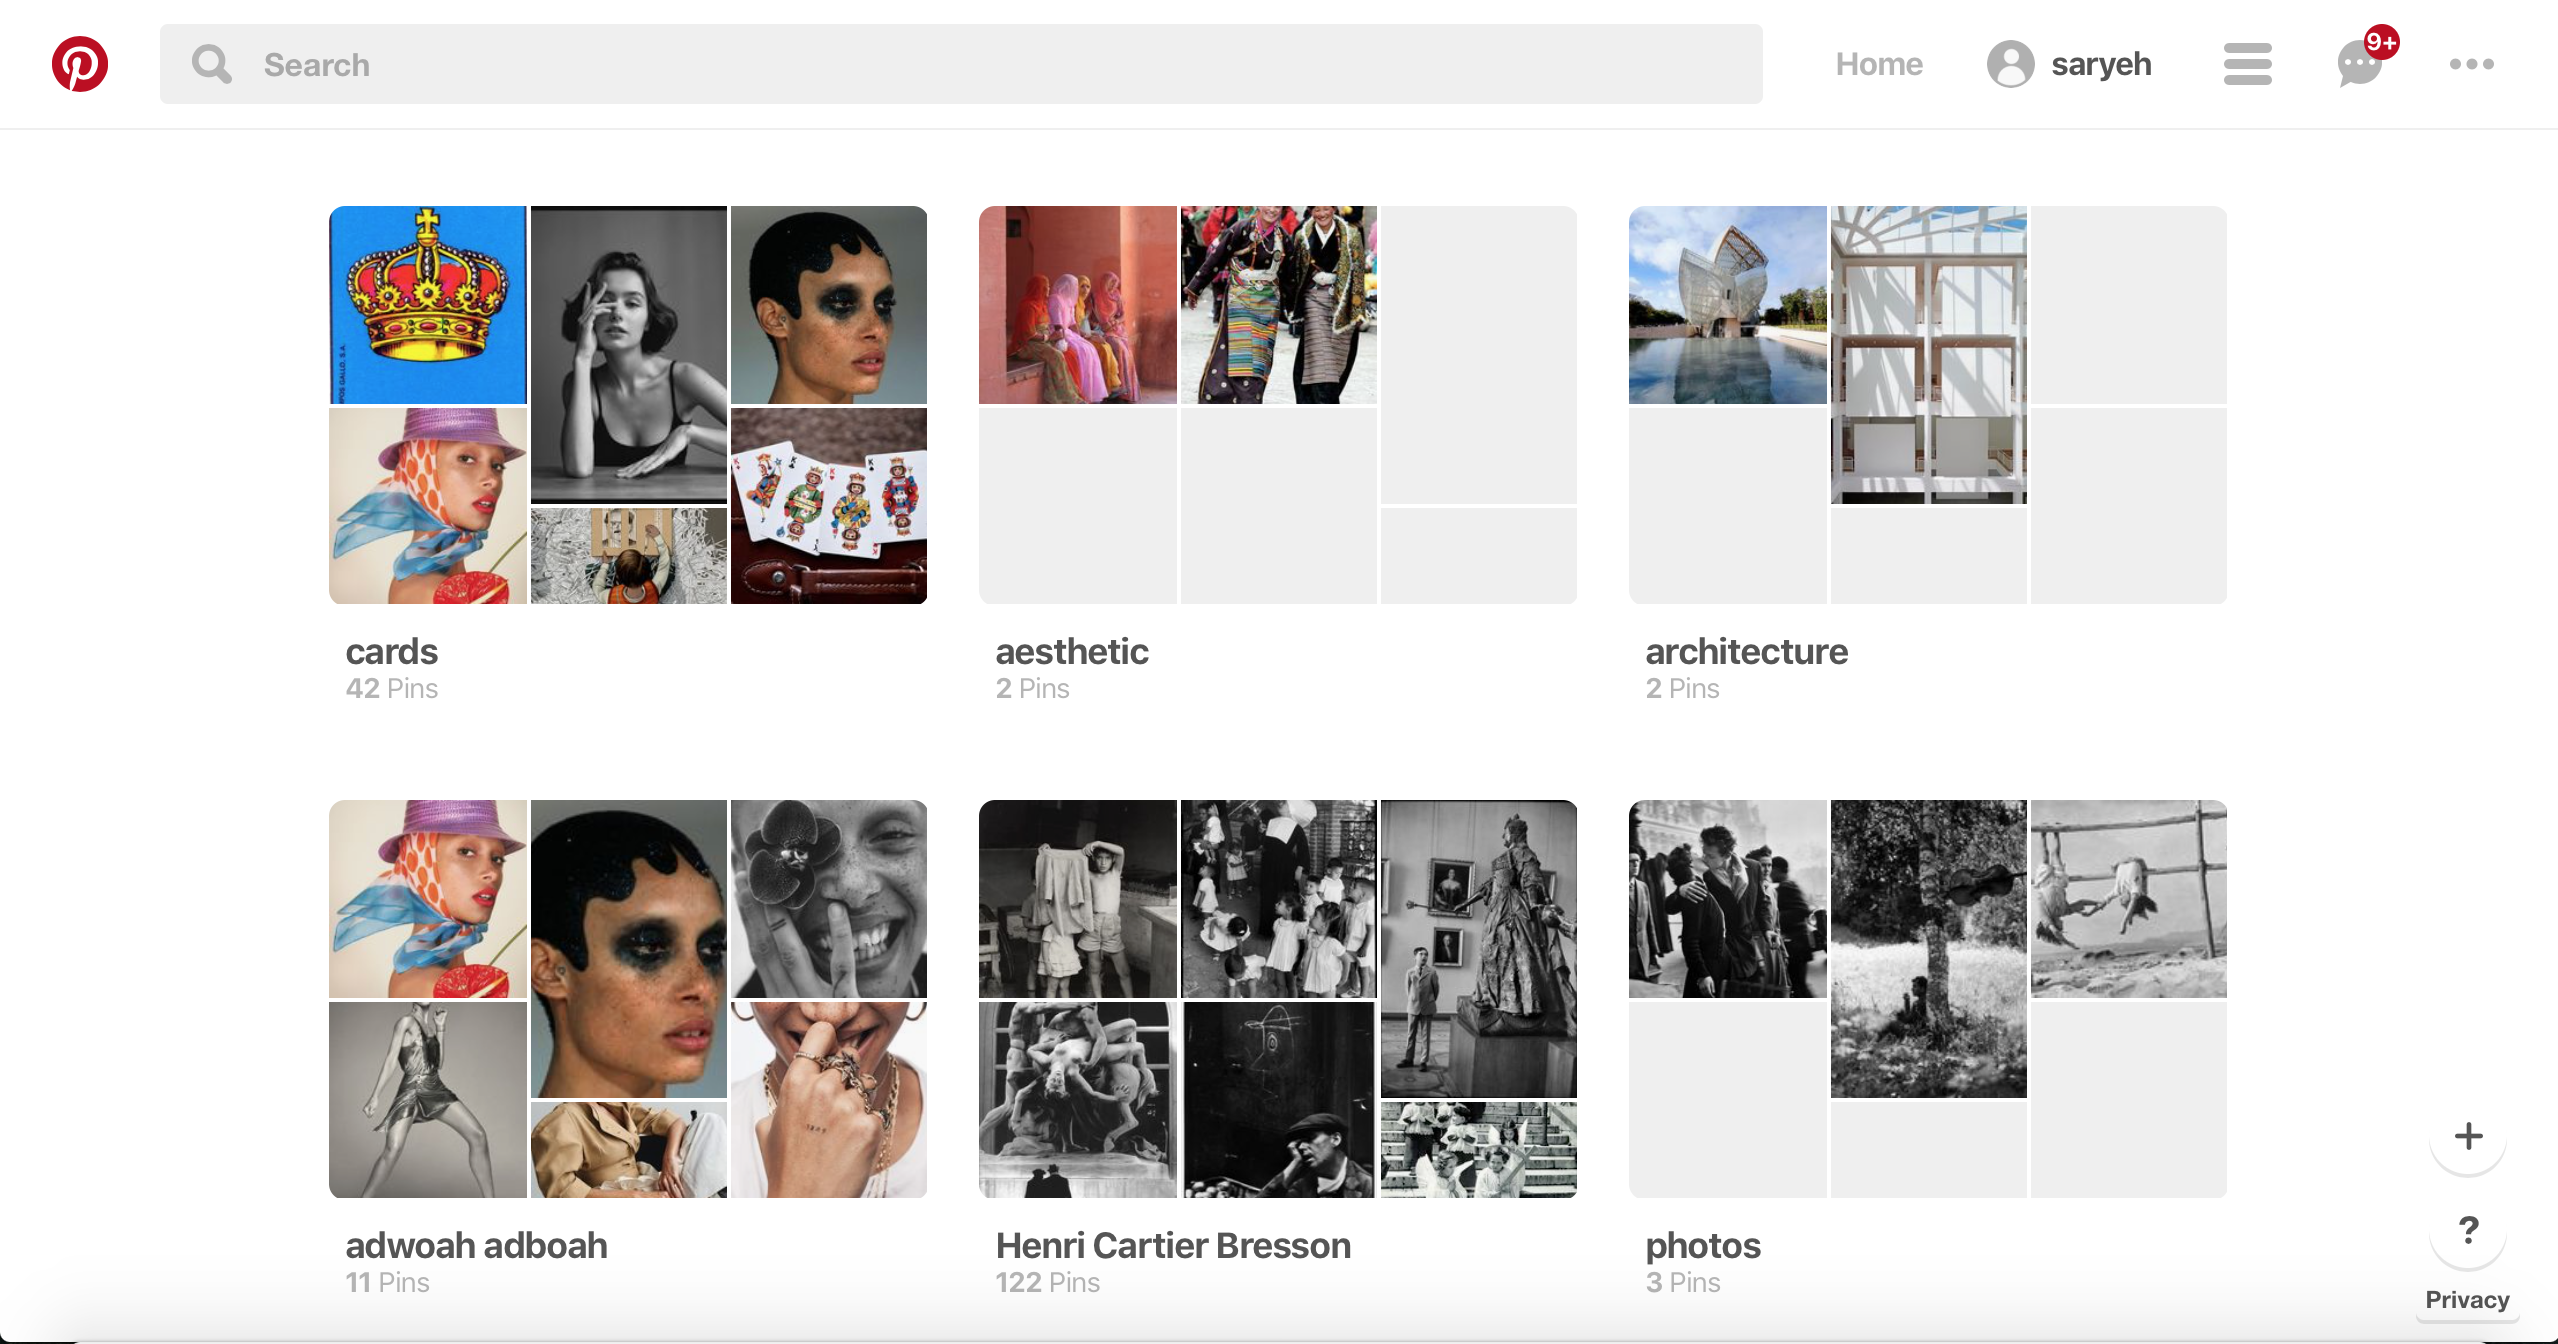 Search
Home
saryeh
9+
cards
42 Pins
aesthetic
2 Pins
architecture
2 Pins
adwoah adboah
11 Pins
Henri Cartier Bresson
122 Pins
photos
3 Pins
+
?
Privacy